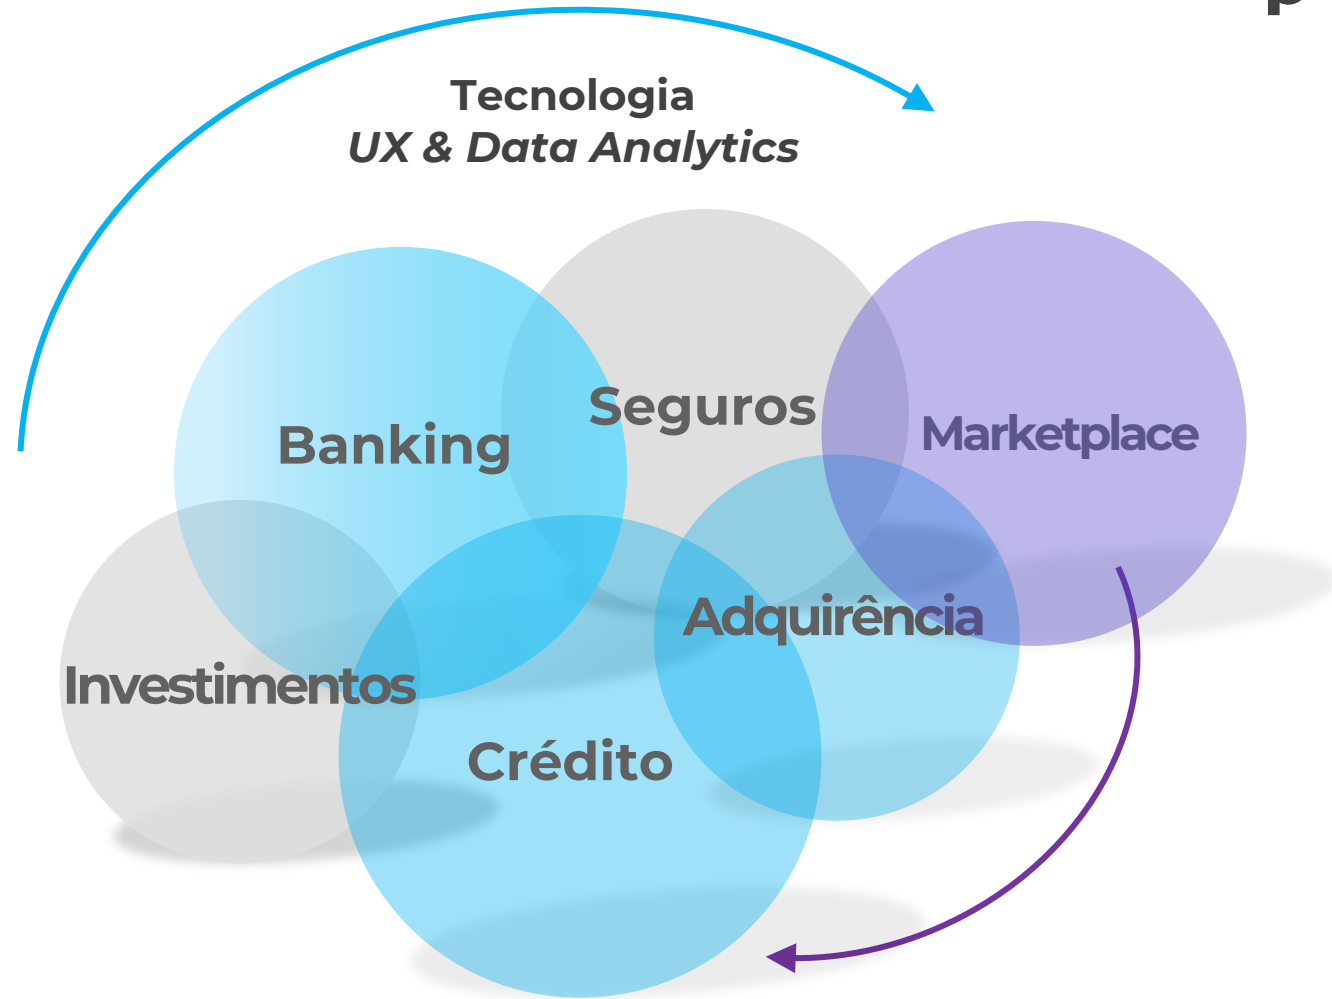 Tecnologia
UX & Data Analytics
Seguros
Banking
Marketplace
Adquirência
Investimentos
Crédito